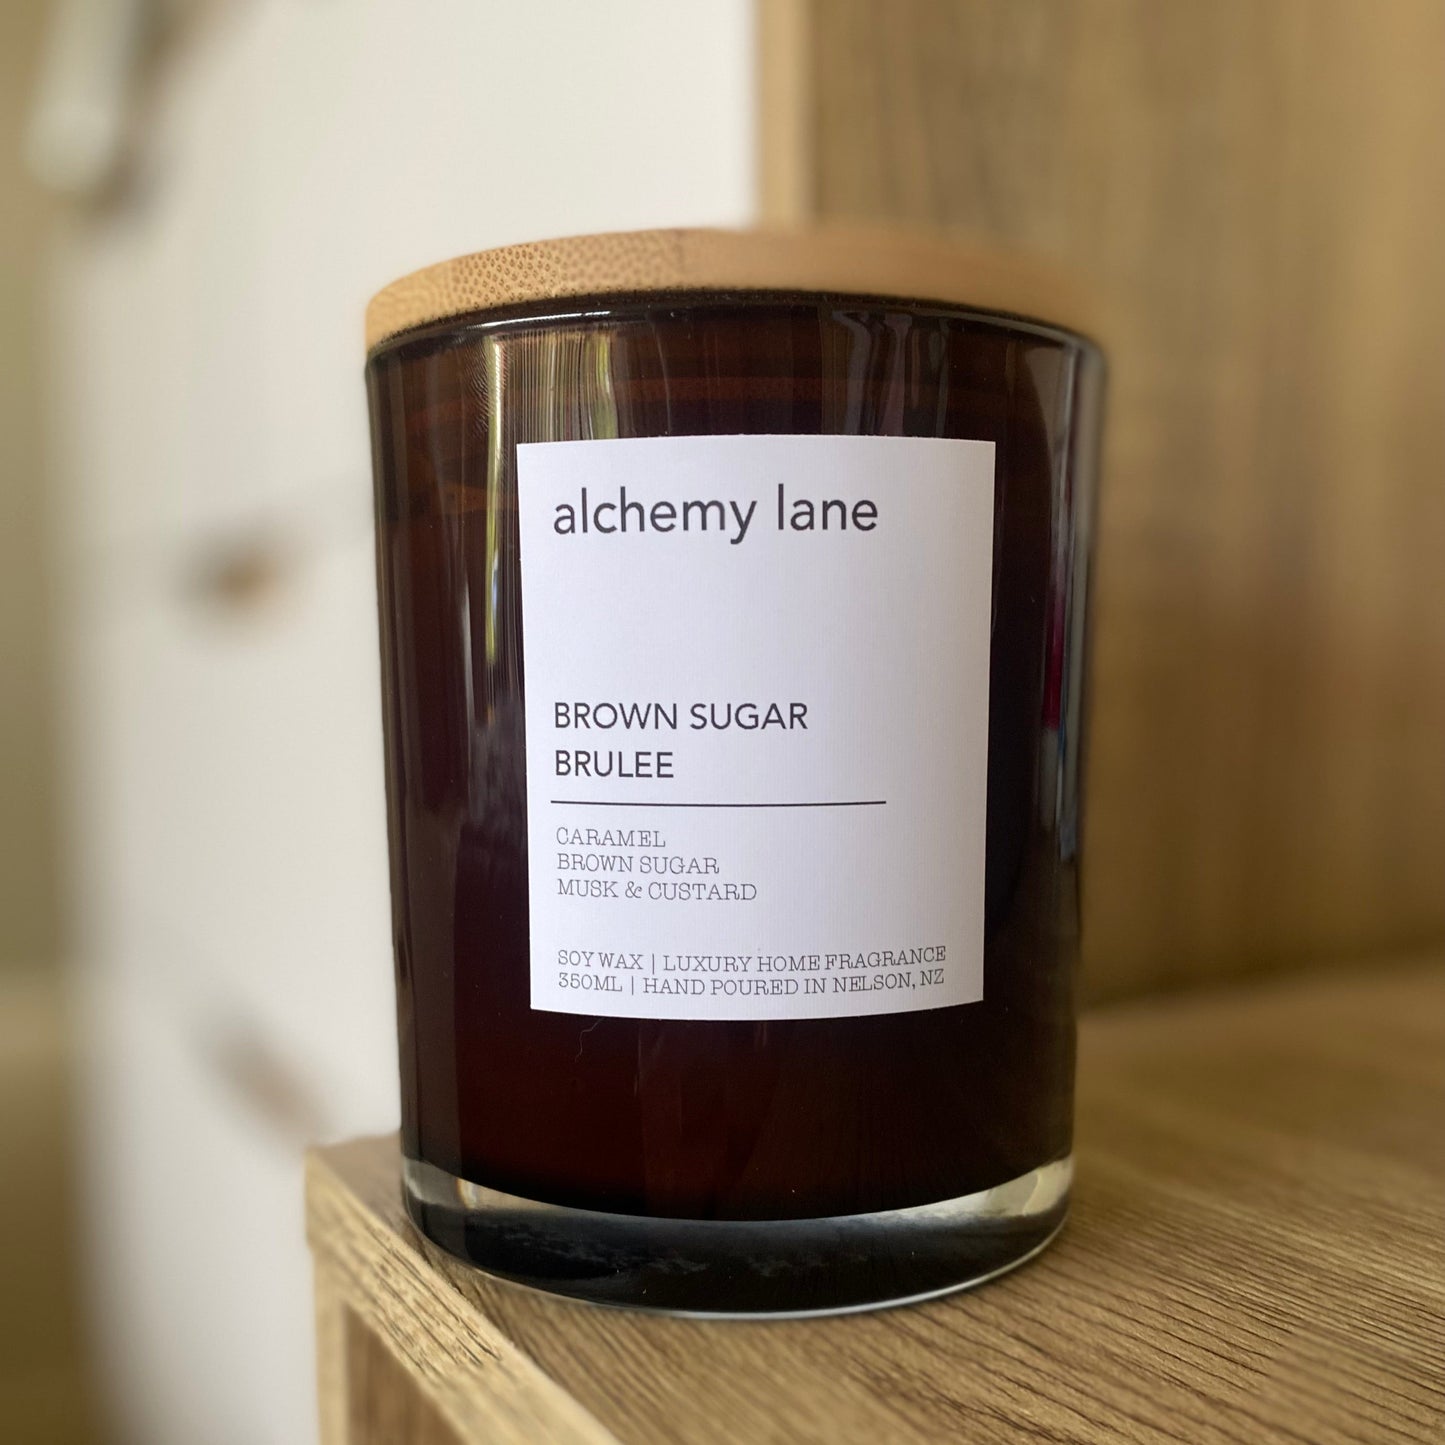 alchemy lane
BROWN SUGAR
BRULEE
CARAMEL
BROWN SUGAR
MUSK & CUSTARD
SOY WAX | LUXURY HOME FRAGRANCE
350ML | HAND POURED IN NELSON, NZ